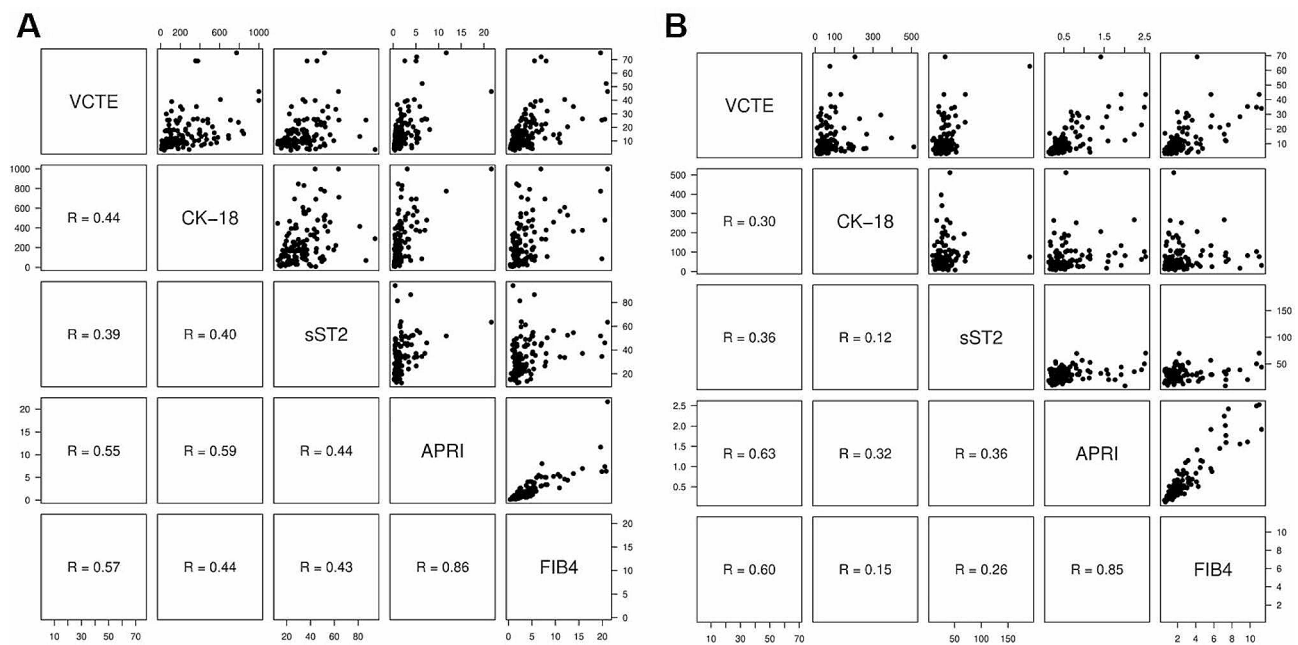 A B
0 200 600 1000 0 5 10 15 20
0 100 300 500 0.5 1.5 2.5
VCTE 70 60 50 40 30 20 10
VCTE 70 60 50 40 30 20 10
1000 800 600 400 200 0 R = 0.44 CK-18
500 400 300 200 100 0 R = 0.30 CK-18
R = 0.39 R = 0.40 sST2 80 60 40 20
R = 0.36 R = 0.12 sST2 150 100 50
20 15 10 5 0 R = 0.55 R = 0.59 R = 0.44 APRI
2.5 2.0 1.5 1.0 0.5 R = 0.63 R = 0.32 R = 0.36 APRI
R = 0.57 R = 0.44 R = 0.43 R = 0.86 FIB4 20 15 10 5 0
R = 0.60 R = 0.15 R = 0.26 R = 0.85 FIB4 10 8 6 4 2
10 30 50 70 20 40 60 80 0 5 10 15 20
10 30 50 70 50 100 150 2 4 6 8 10